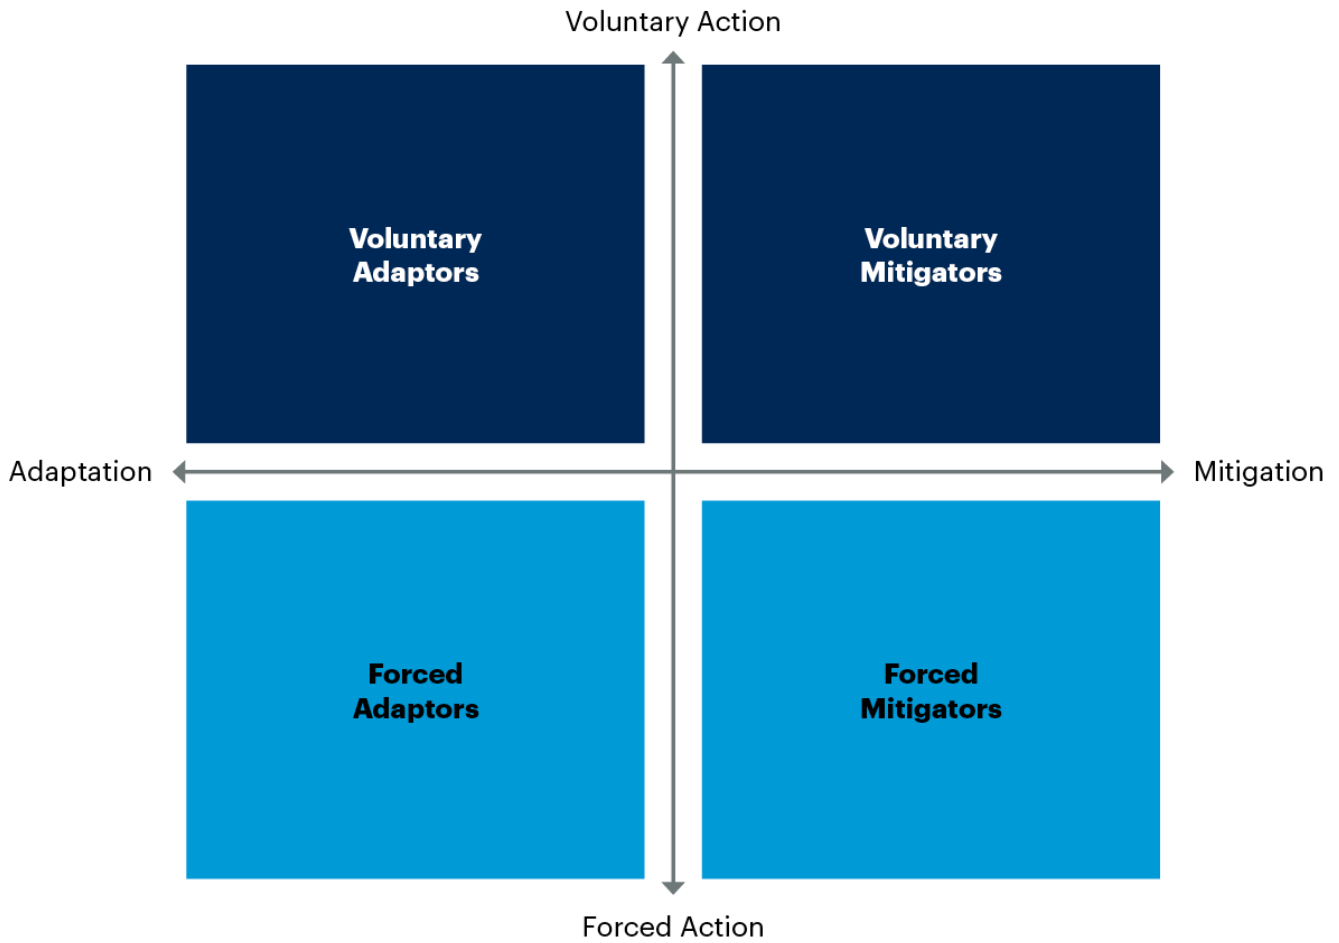 Voluntary Action
Voluntary
Adaptors
Voluntary
Mitigators
Adaptation
Mitigation
Forced
Adaptors
Forced
Mitigators
Forced Action